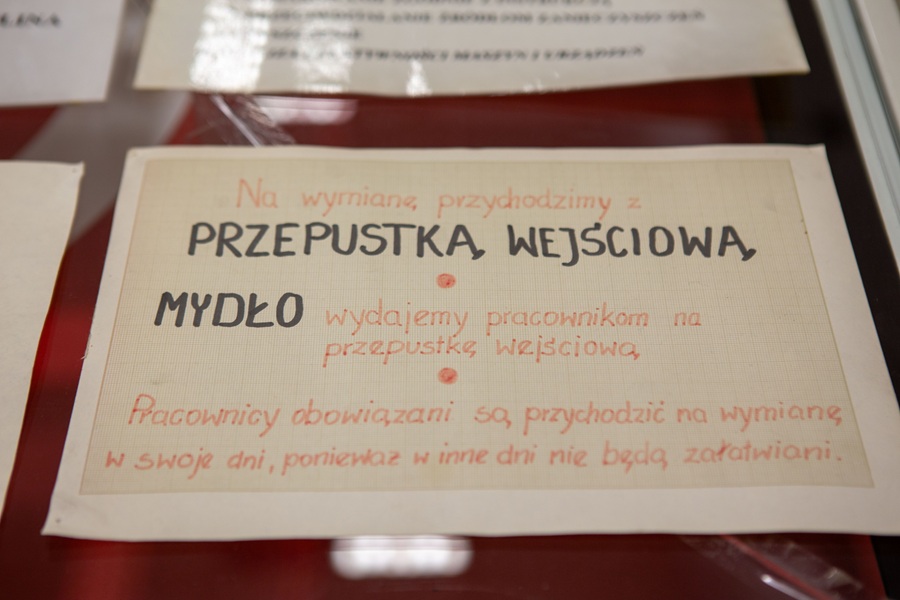 Na wymianę przychodzimy z
PRZEPUSTKĄ WEJŚCIOWĄ
MYDŁO wydajemy pracownikom na
przepustkę wejściową
Pracownicy obowiązani są przychodzić na wymianę
w swoje dni, ponieważ w inne dni nie będą załatwiani.